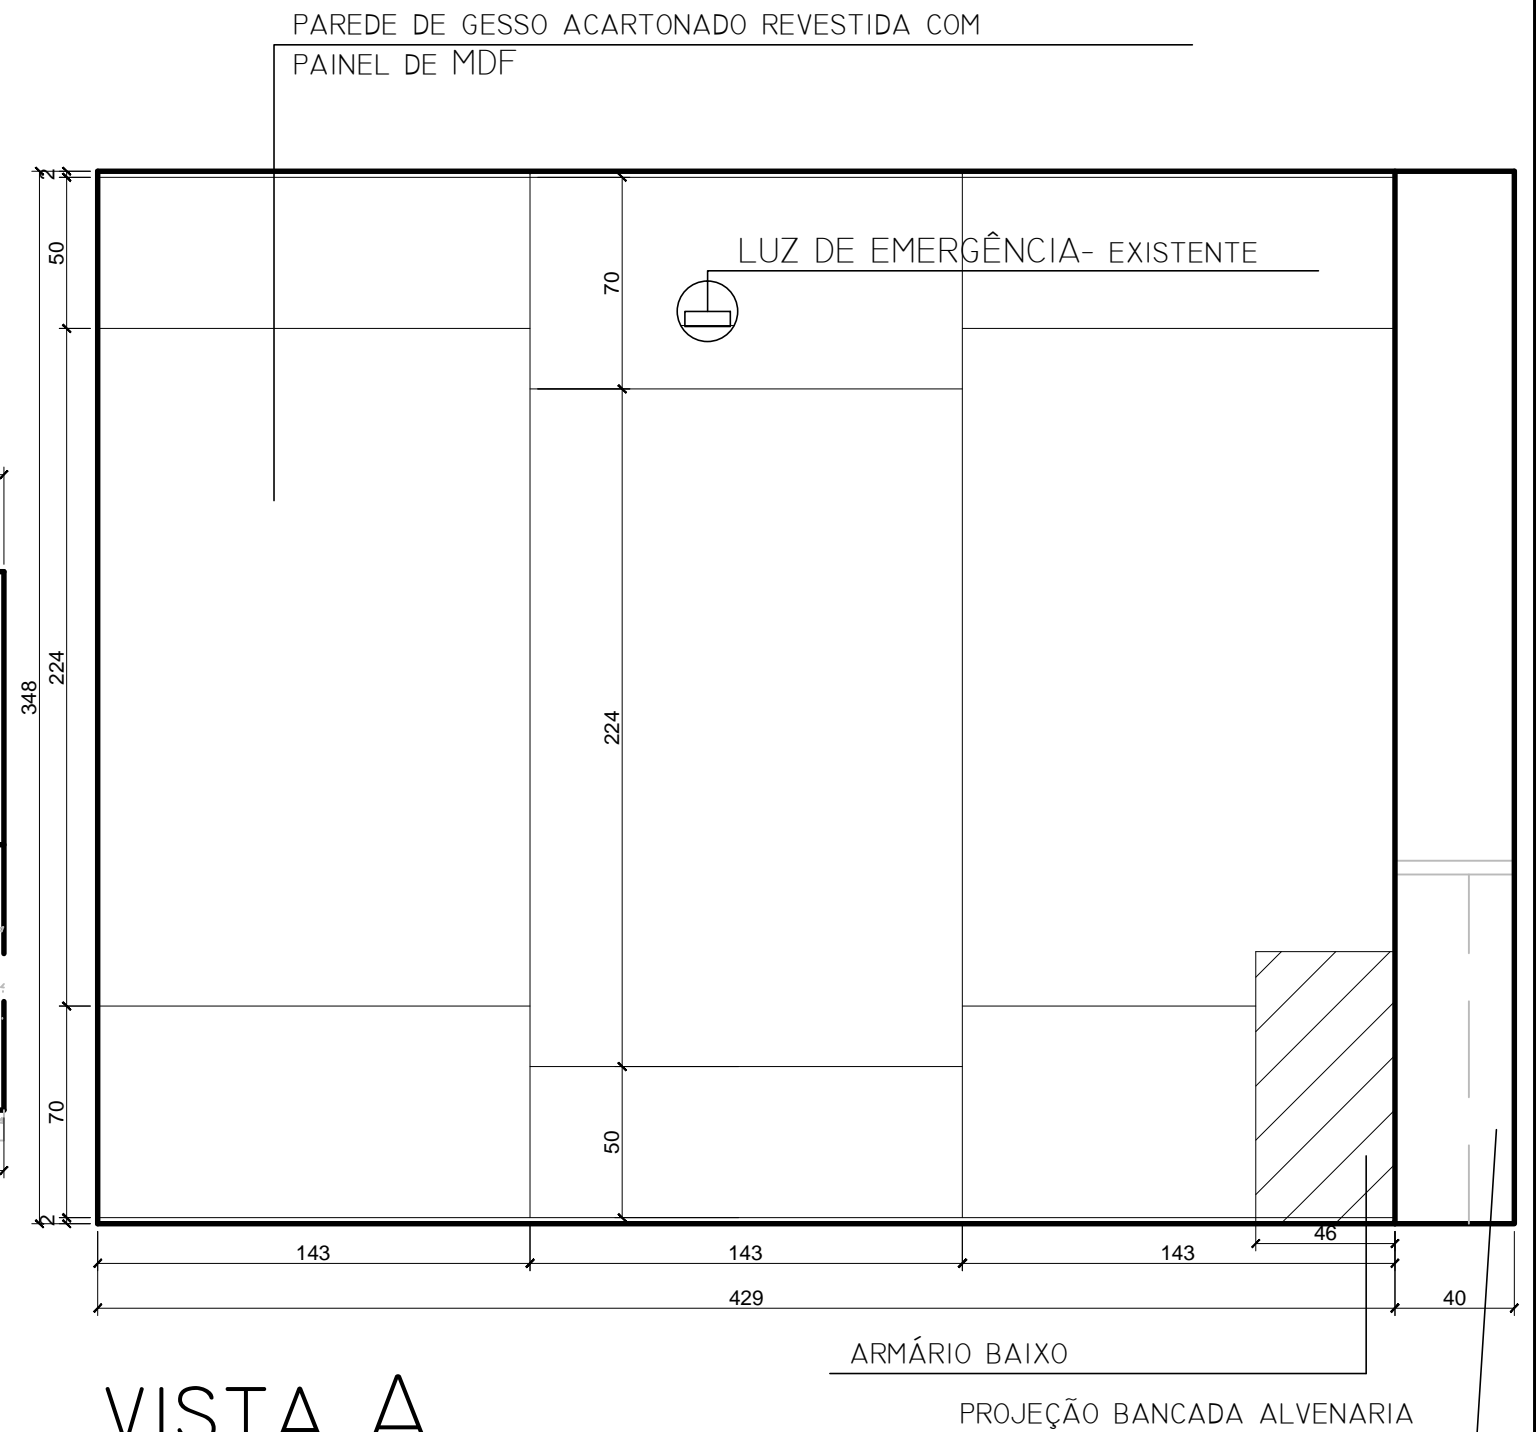 PAREDE DE GESSO ACARTONADO REVESTIDA COM
PAINEL DE MDF
2
50
70
LUZ DE EMERGÊNCIA- EXISTENTE
224
348
224
70
50
2
46
143
143
143
429
40
ARMÁRIO BAIXO
VISTA A
PROJEÇÃO BANCADA ALVENARIA